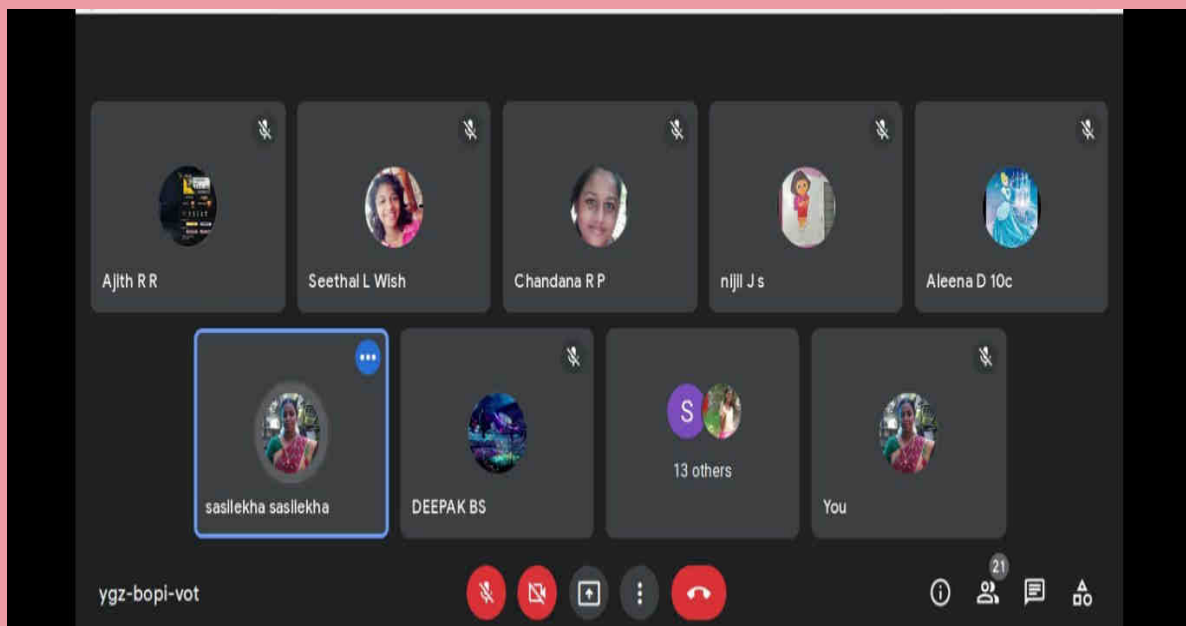 Ajith R R
Seethal L Wish
Chandana R P
nijil J s
Aleena D 10c
sasilekha sasilekha
DEEPAK BS
S
13 others
You
ygz-bopi-vot
21